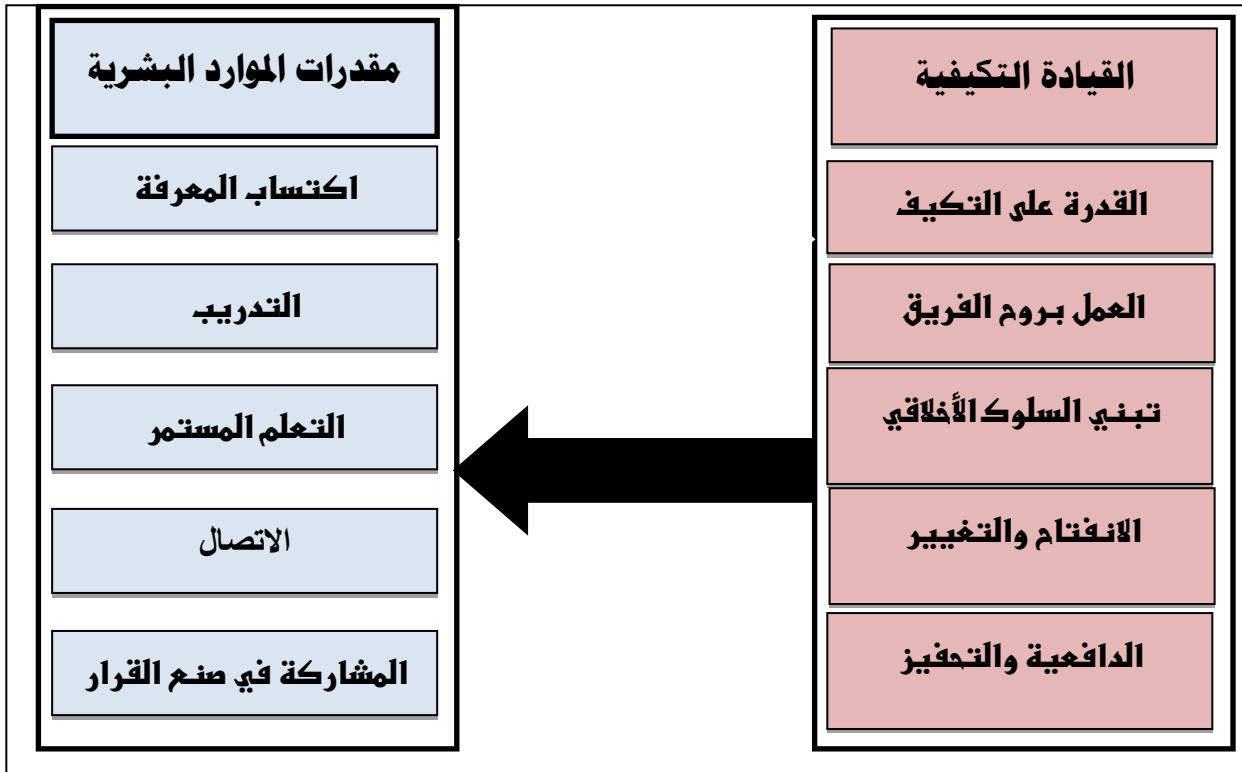 القيادة التكيفية
القدرة على التكيف
العمل بروح الفريق
تبني السلوك الأخلاقي
الانفتاح والتغيير
الدافعية والتحفيز
مقدرات الموارد البشرية
اكتساب المعرفة
التدريب
التعلم المستمر
الاتصال
المشاركة في صنع القرار